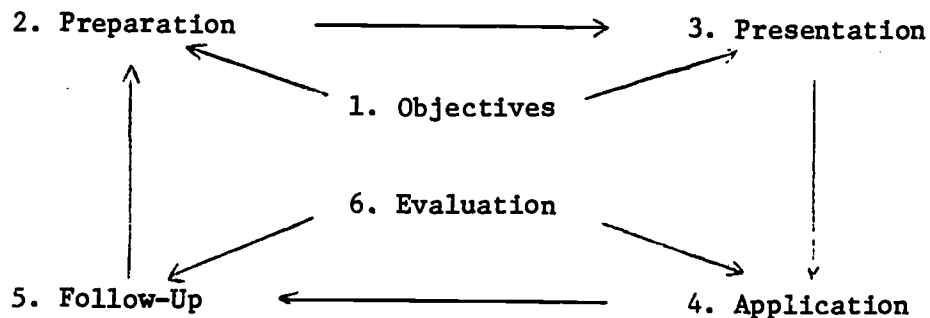 2. Preparation
3. Presentation
1. Objectives
6. Evaluation
5. Follow-Up
4. Application